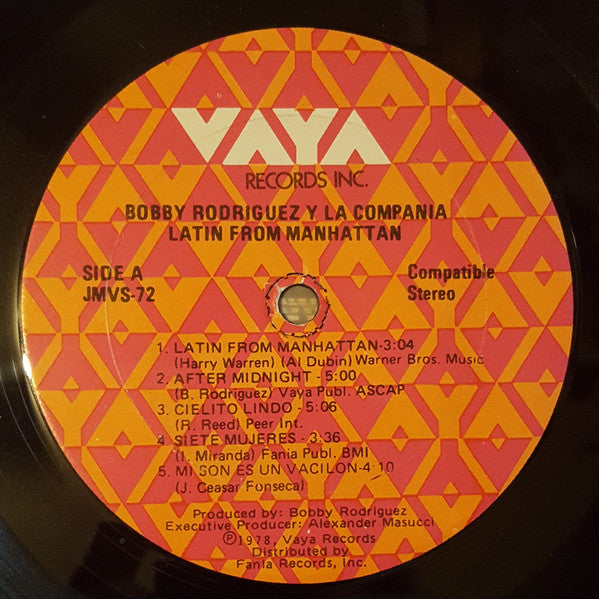 VAYA
RECORDS INC.
BOBBY RODRIGUEZ Y LA COMPANIA
LATIN FROM MANHATTAN
SIDE A
JMVS-72
Compatible
Stereo
1. LATIN FROM MANHATTAN-3:04
(Harry Warren) (Al Dubin) Warner Bros. Music
2. AFTER MIDNIGHT - 5:00
(B. Rodriguez) Vaya Publ. ASCAP
3. CIELITO LINDO - 5:06
(R. Reed) Peer Int.
4. SIETE MUJERES - 3:36
(I. Miranda) Fania Publ. BMI
5. MI SON ES UN VACILON-4:10
(J. Ceasar Fonseca)
Produced by: Bobby Rodriguez
Executive Producer: Alexander Masucci
Ⓟ1978, Vaya Records
Distributed by
Fania Records, Inc.